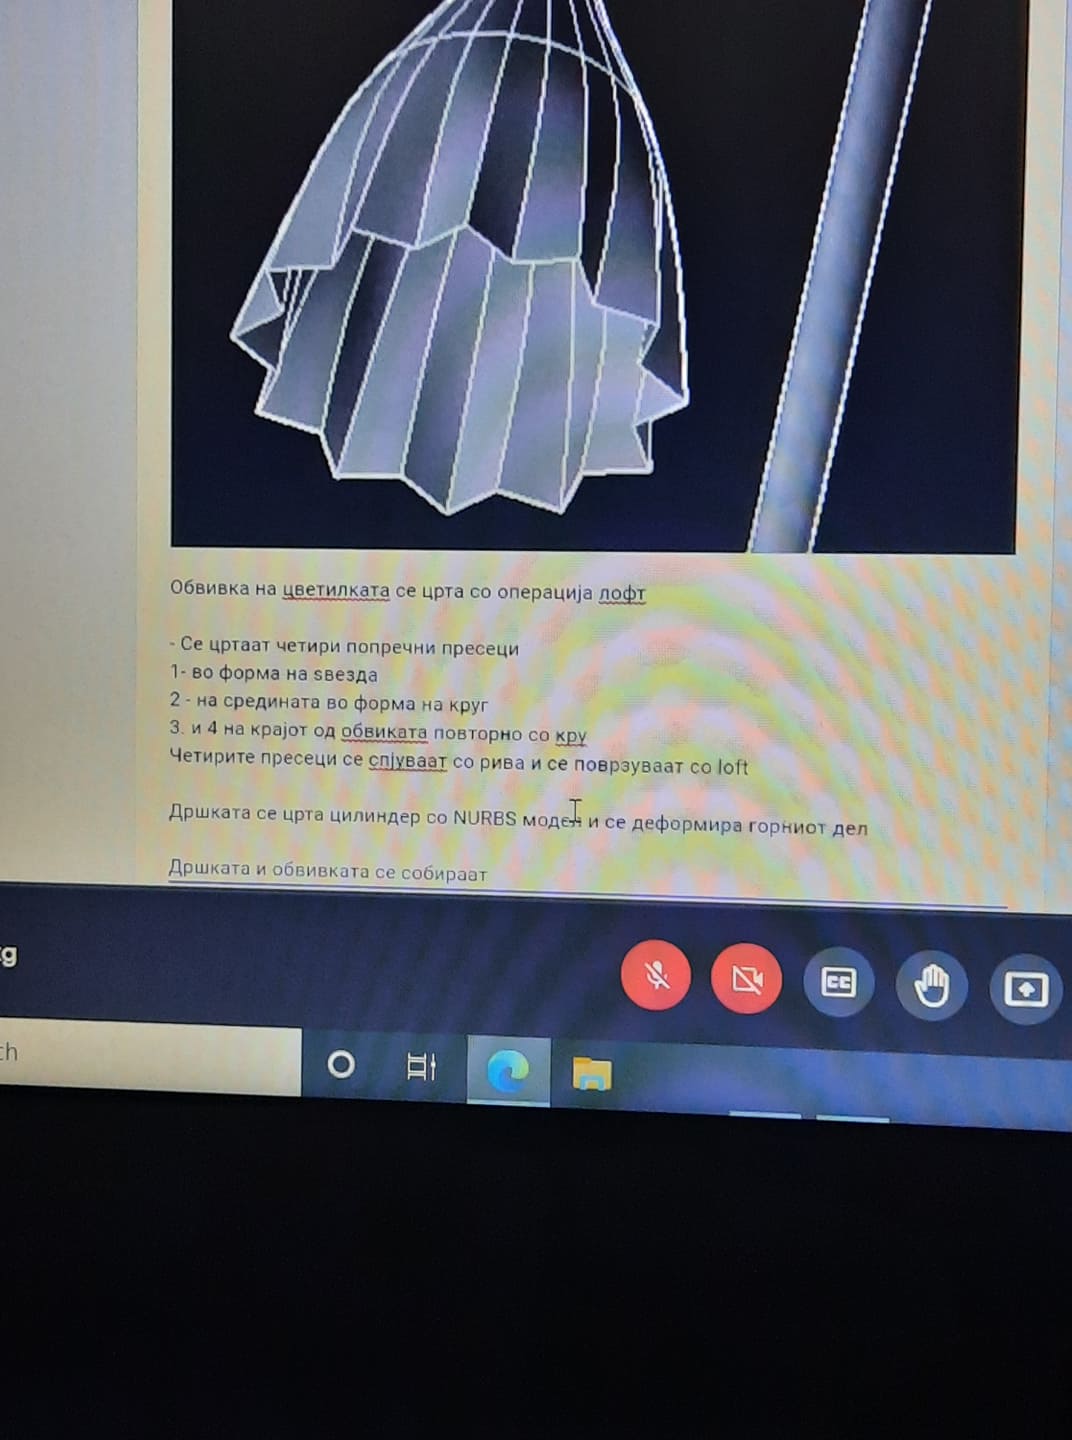 Обвивка на цветилката се црта со операција лофт
- Се цртаат четири попречни пресеци
1- во форма на ѕвезда
2 - на средината во форма на круг
3. и 4 на крајот од обвиката повторно со кру
Четирите пресеци се спјуваат со рива и се поврзуваат со loft
Дршката се црта цилиндер со NURBS модел и се деформира горниот дел
Дршката и обвивката се собираат
g
CC
ch